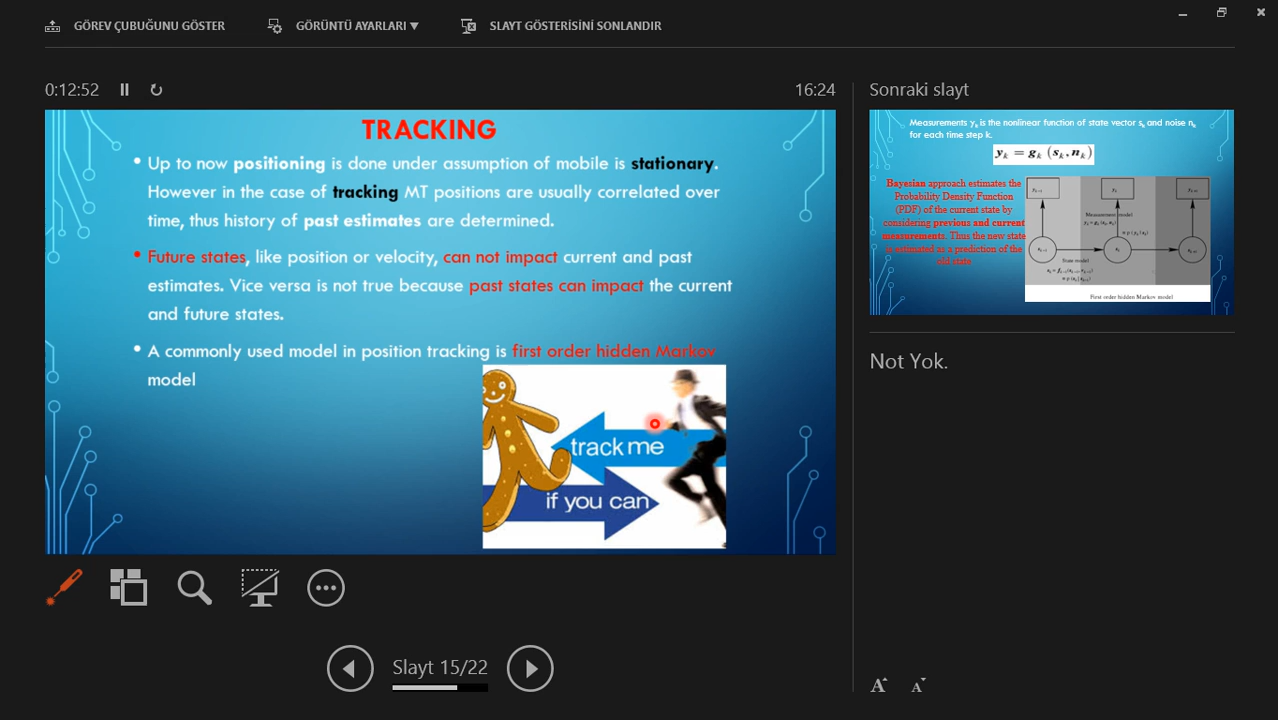 GÖREV ÇUBUĞUNU GÖSTER
GÖRÜNTÜ AYARLARI ▼
SLAYT GÖSTERİSİNİ SONLANDIR
0:12:52
16:24
TRACKING
• Up to now positioning is done under assumption of mobile is stationary.
However in the case of tracking MT positions are usually correlated over
time, thus history of past estimates are determined.
• Future states, like position or velocity, can not impact current and past
estimates. Vice versa is not true because past states can impact the current
and future states.
• A commonly used model in position tracking is first order hidden Markov
model
track me
if you can
Slayt 15/22
Sonraki slayt
Measurements yk is the nonlinear function of state vector sk and noise nk
for each time step k.
yk = gk (sk, nk)
Bayesian approach estimates the
Probability Density Function
(PDF) of the current state by
considering previous and current
measurements. Thus the new state
is estimated as a prediction of the
old state.
Measurement model
State model
First order hidden Markov model
Not Yok.
A
A